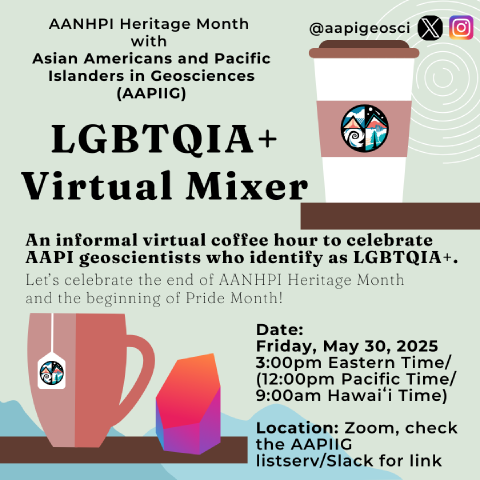 AANHPI Heritage Month
with
Asian Americans and Pacific
Islanders in Geosciences
(AAPIIG)
@aapigeosci
LGBTQIA+
Virtual Mixer
An informal virtual coffee hour to celebrate
AAPI geoscientists who identify as LGBTQIA+.
Let's celebrate the end of AANHPI Heritage Month
and the beginning of Pride Month!
Date:
Friday, May 30, 2025
3:00pm Eastern Time/
(12:00pm Pacific Time/
9:00am Hawaiʻi Time)
Location: Zoom, check
the AAPIIG
listserv/Slack for link